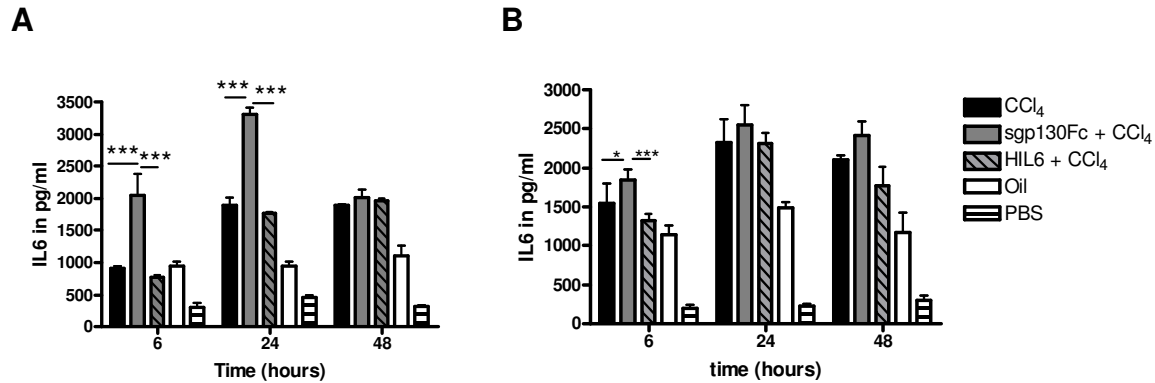 A
B
IL6 in pg/ml
3500
3000
2500
2000
1500
1000
500
0
***
***
***
***
6
24
48
Time (hours)
IL6 in pg/ml
3000
2500
2000
1500
1000
500
0
*
***
6
24
48
time (hours)
CCl₄
sgp130Fc + CCl₄
HIL6 + CCl₄
Oil
PBS